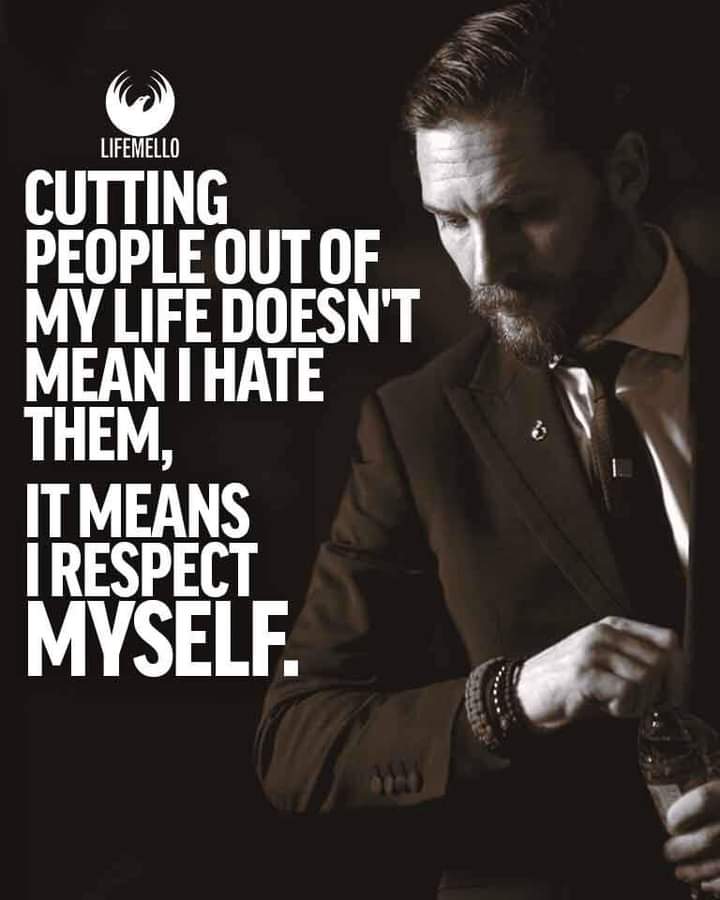 LIFEMELLO
CUTTING
PEOPLE OUT OF
MY LIFE DOESN'T
MEAN I HATE
THEM,
IT MEANS
I RESPECT
MYSELF.